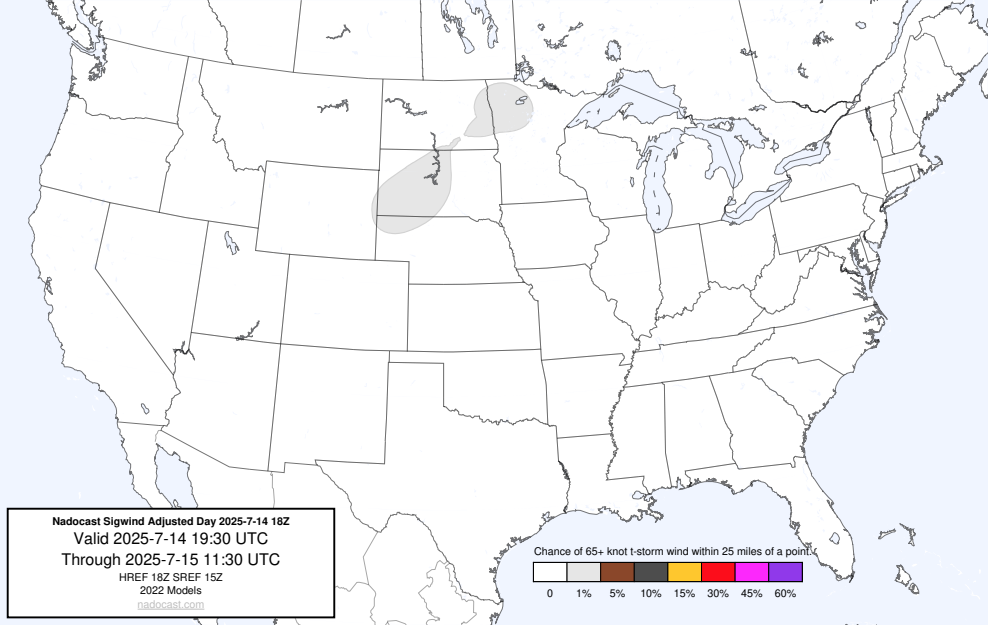 Nadocast Sigwind Adjusted Day 2025-7-14 18Z
Valid 2025-7-14 19:30 UTC
Through 2025-7-15 11:30 UTC
HREF 18Z SREF 15Z
2022 Models
nadocast.com
Chance of 65+ knot t-storm wind within 25 miles of a point.
0 1% 5% 10% 15% 30% 45% 60%